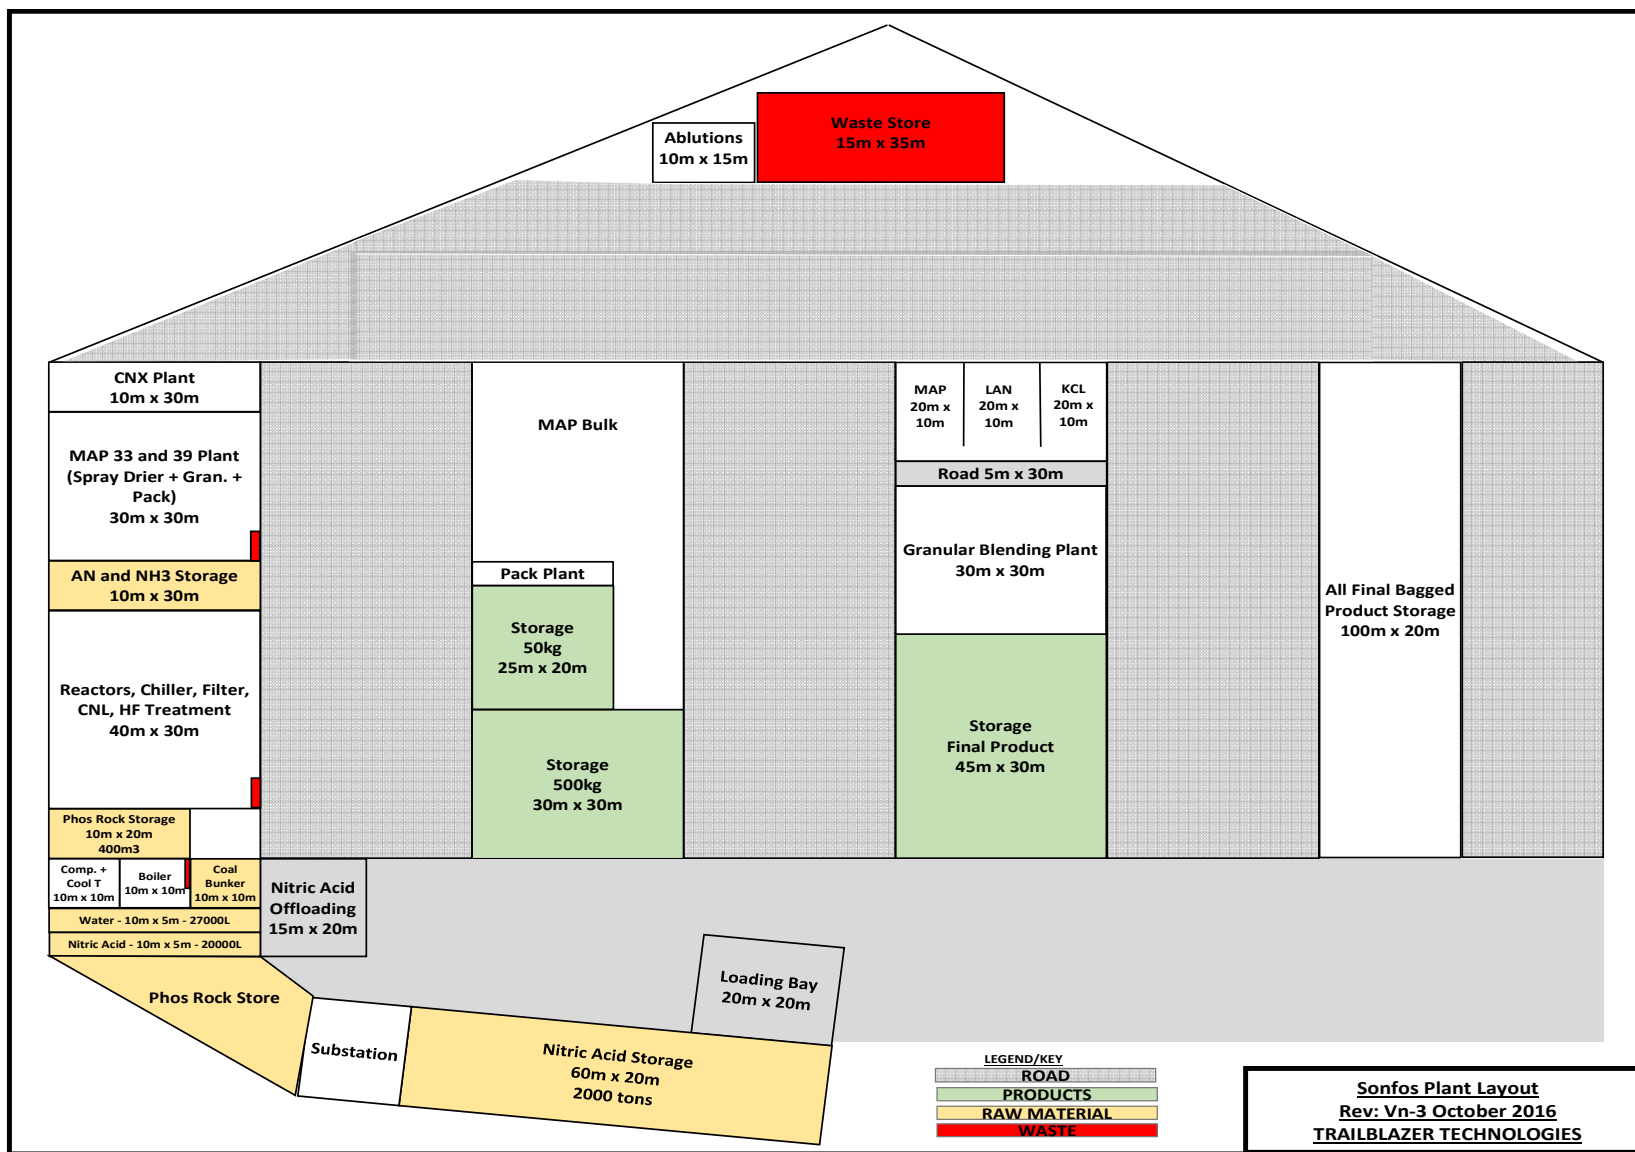 Waste Store
15m x 35m
Ablutions
10m x 15m
CNX Plant
10m x 30m
MAP 33 and 39 Plant
(Spray Drier + Gran. +
Pack)
30m x 30m
AN and NH3 Storage
10m x 30m
Reactors, Chiller, Filter,
CNL, HF Treatment
40m x 30m
Phos Rock Storage
10m x 20m
400m3
Comp. +
Cool T
10m x 10m
Boiler
10m x 10m
Coal
Bunker
10m x 10m
Water - 10m x 5m - 27000L
Nitric Acid - 10m x 5m - 20000L
Nitric Acid
Offloading
15m x 20m
Phos Rock Store
Substation
Nitric Acid Storage
60m x 20m
2000 tons
Loading Bay
20m x 20m
MAP Bulk
Pack Plant
Storage
50kg
25m x 20m
Storage
500kg
30m x 30m
MAP
20m x
10m
LAN
20m x
10m
KCL
20m x
10m
Road 5m x 30m
Granular Blending Plant
30m x 30m
Storage
Final Product
45m x 30m
All Final Bagged
Product Storage
100m x 20m
LEGEND/KEY
ROAD
PRODUCTS
RAW MATERIAL
WASTE
Sonfos Plant Layout
Rev: Vn-3 October 2016
TRAILBLAZER TECHNOLOGIES